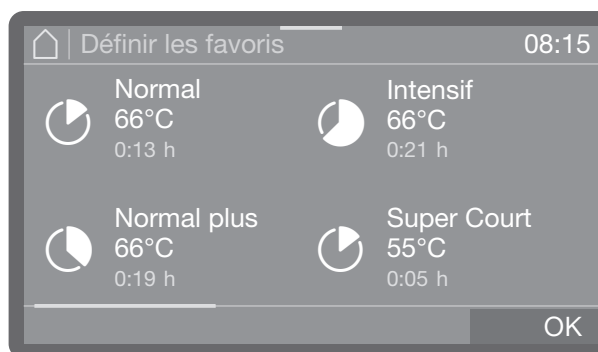 Définir les favoris 08:15
Normal
66°C
0:13 h
Intensif
66°C
0:21 h
Normal plus
66°C
0:19 h
Super Court
55°C
0:05 h
OK